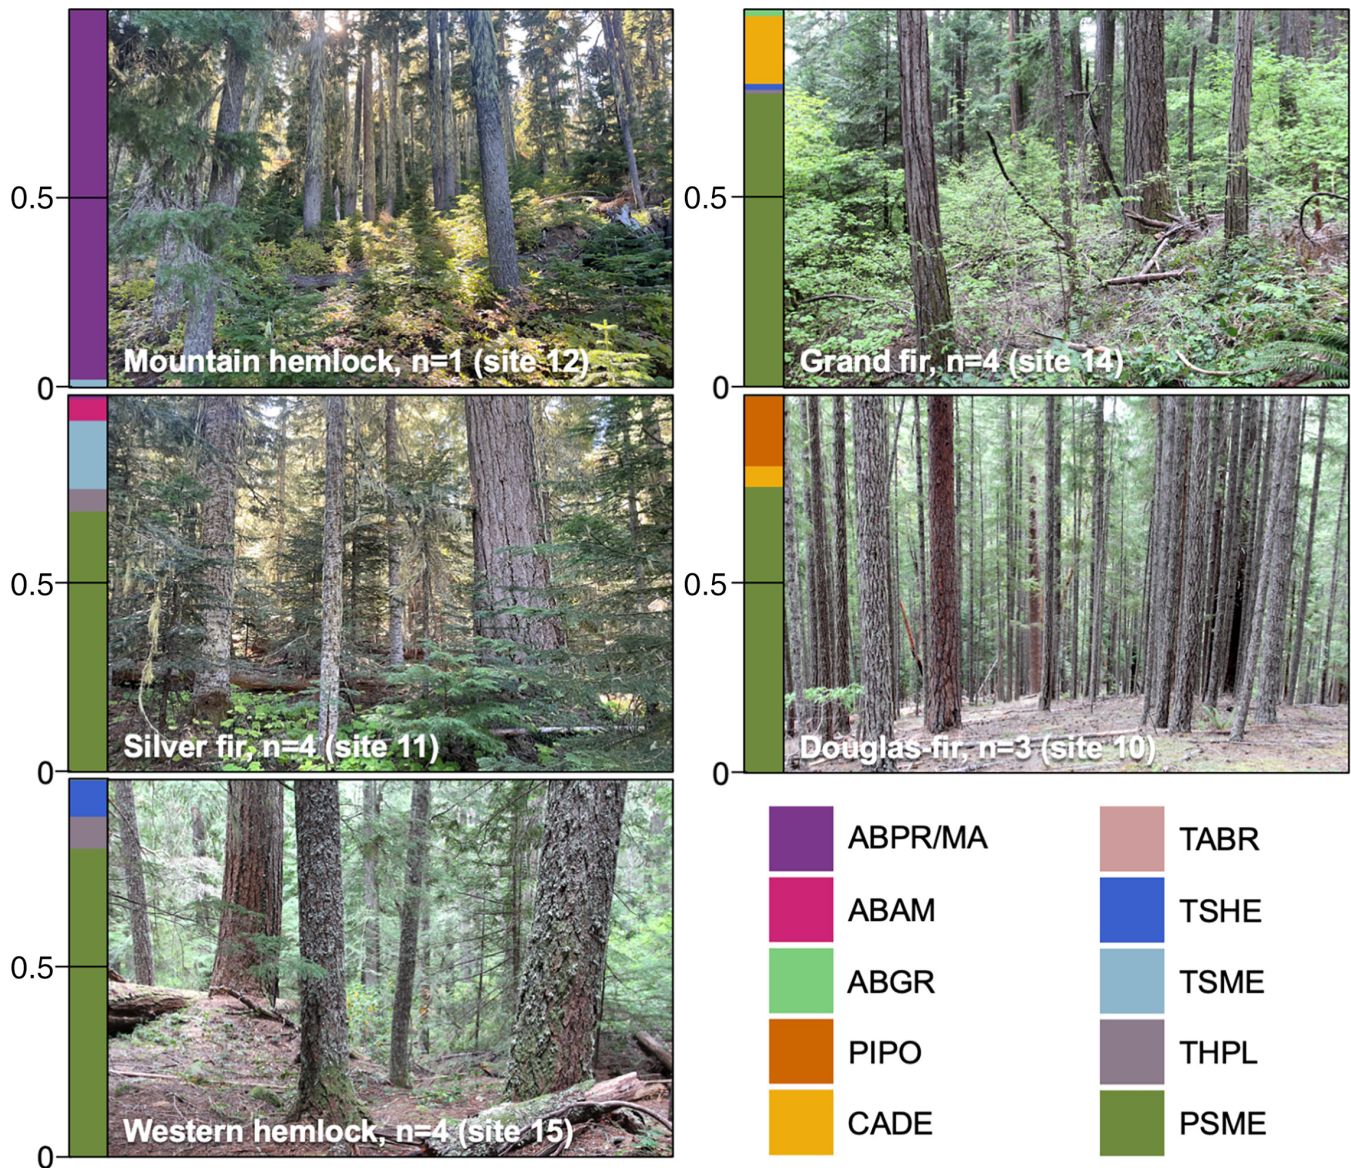 0.5
0
Mountain hemlock, n=1 (site 12)
0.5
0
Grand fir, n=4 (site 14)
0.5
0
Silver fir, n=4 (site 11)
0.5
0
Douglas-fir, n=3 (site 10)
0.5
0
Western hemlock, n=4 (site 15)
ABPR/MA
ABAM
ABGR
PIPO
CADE
TABR
TSHE
TSME
THPL
PSME